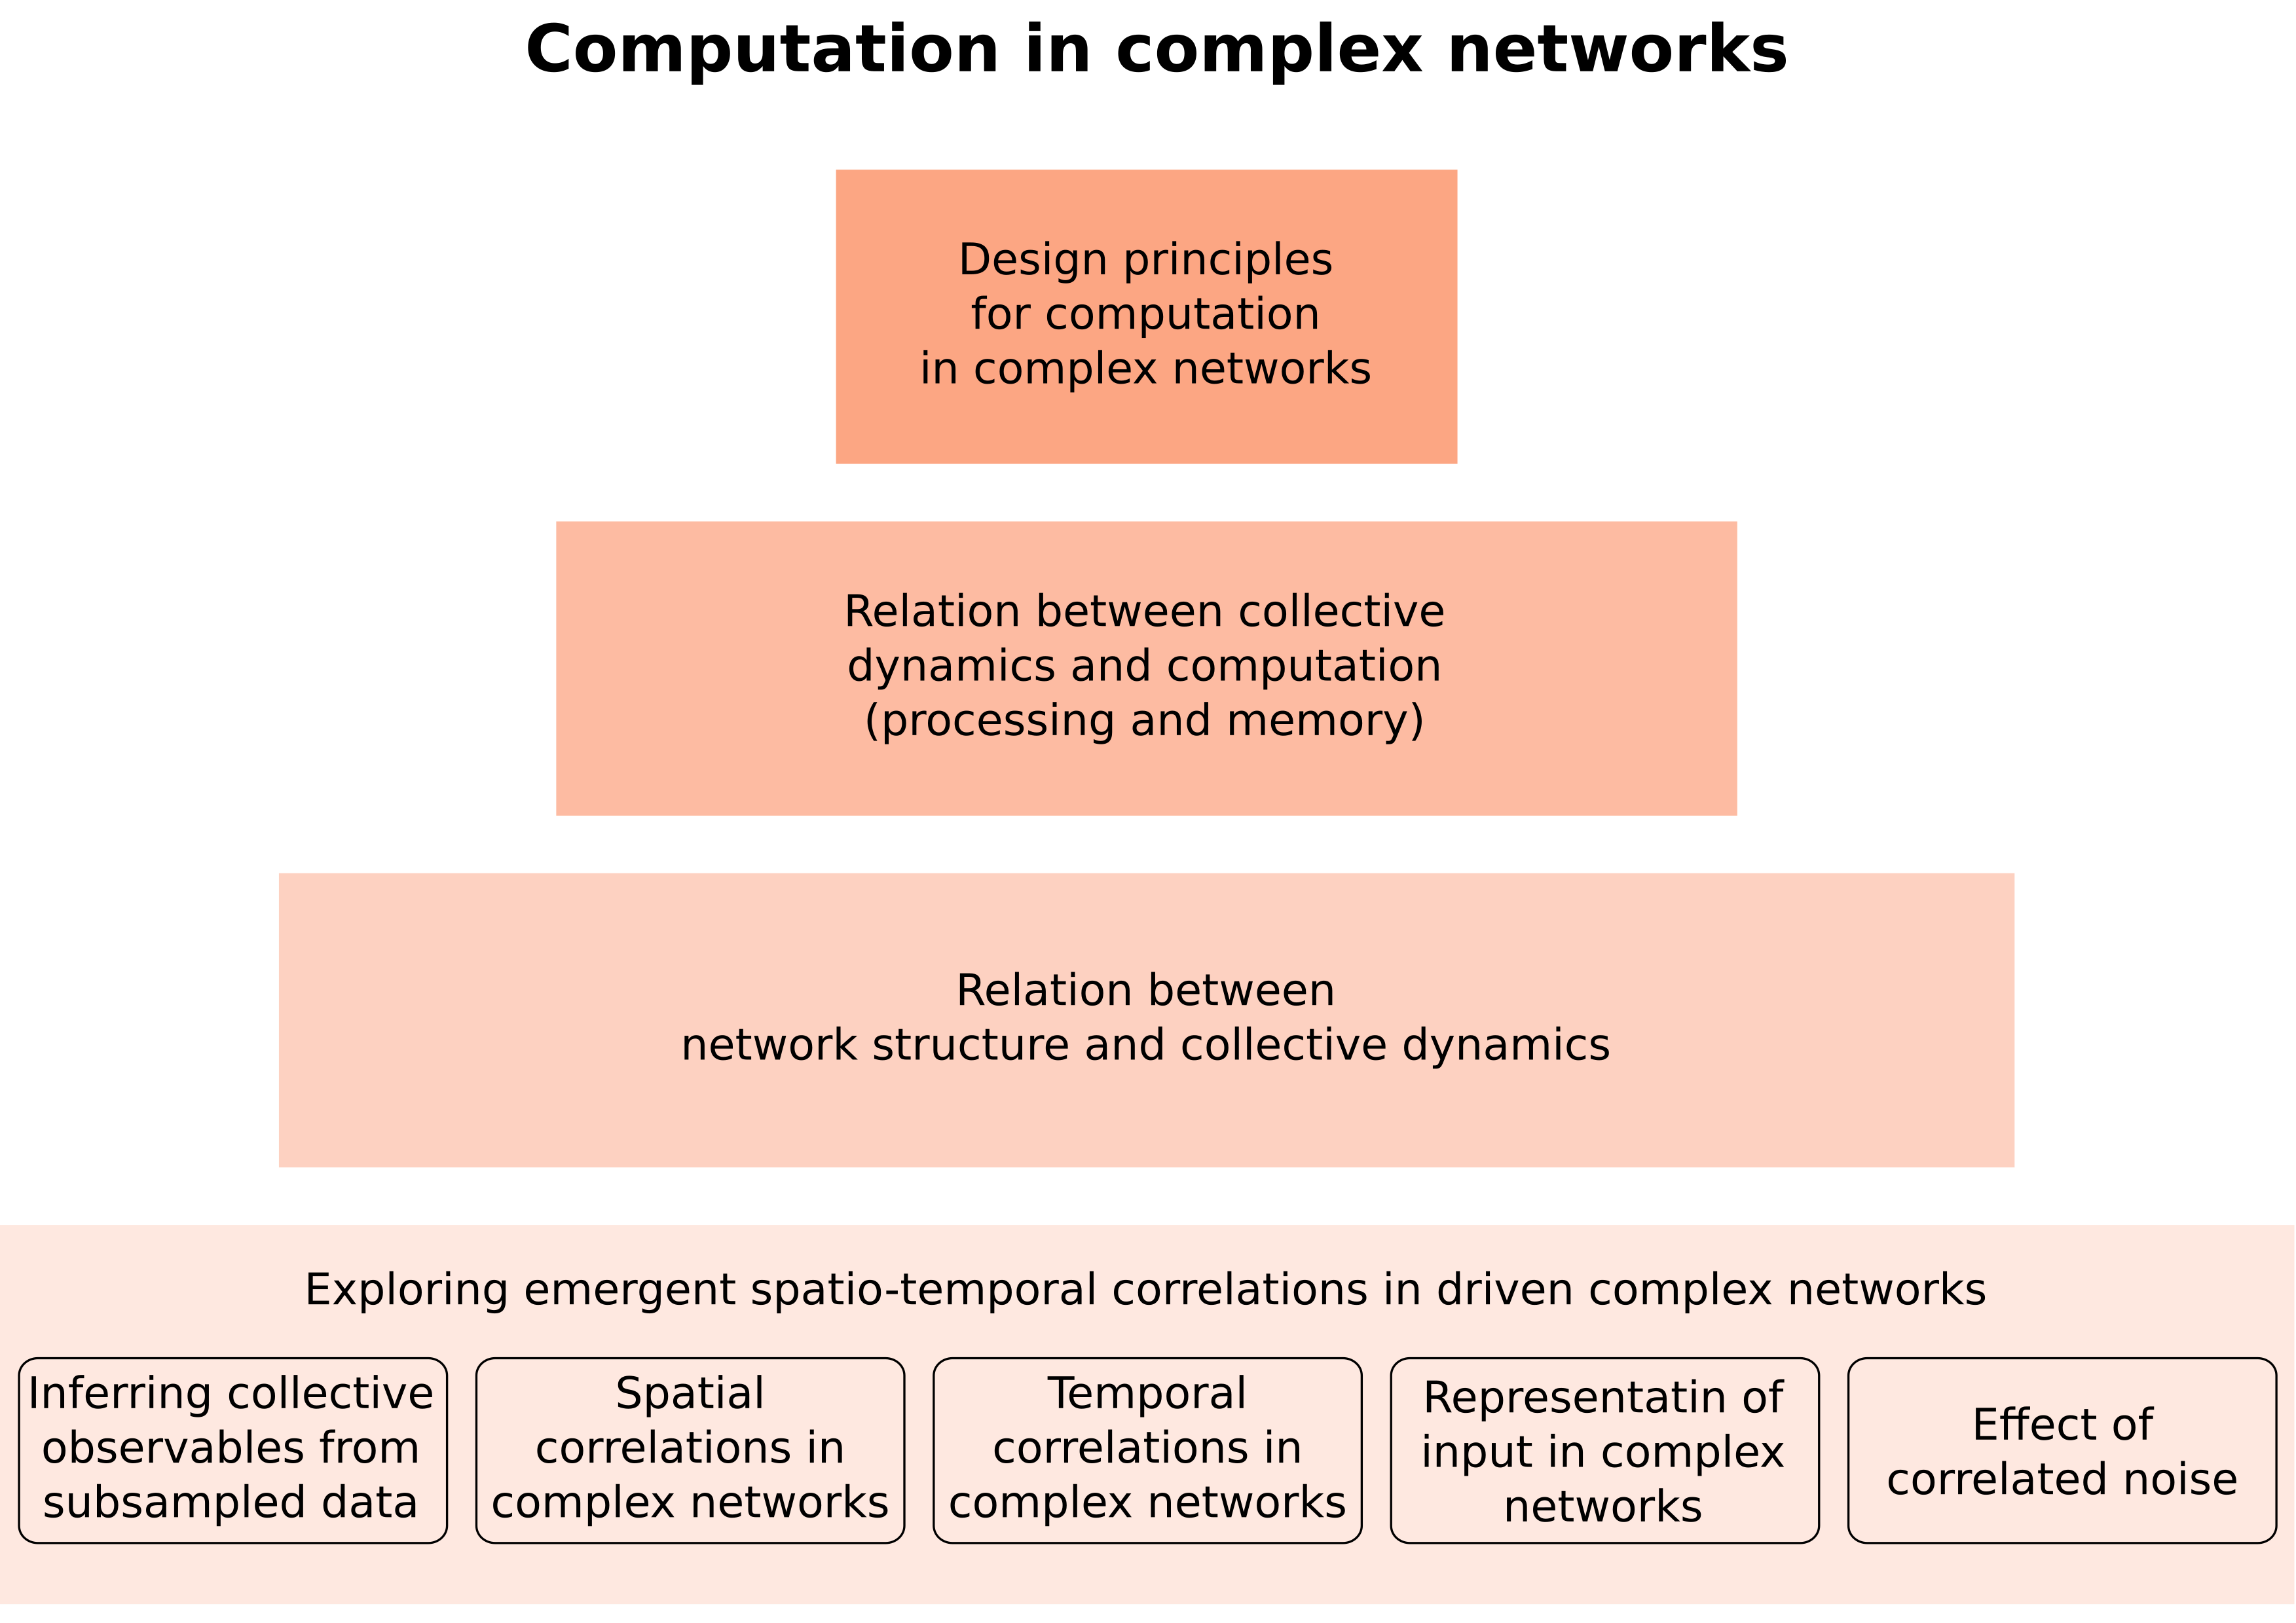 Computation in complex networks
Design principles
for computation
in complex networks
Relation between collective
dynamics and computation
(processing and memory)
Relation between
network structure and collective dynamics
Exploring emergent spatio-temporal correlations in driven complex networks
Inferring collective
observables from
subsampled data
Spatial
correlations in
complex networks
Temporal
correlations in
complex networks
Representatin of
input in complex
networks
Effect of
correlated noise